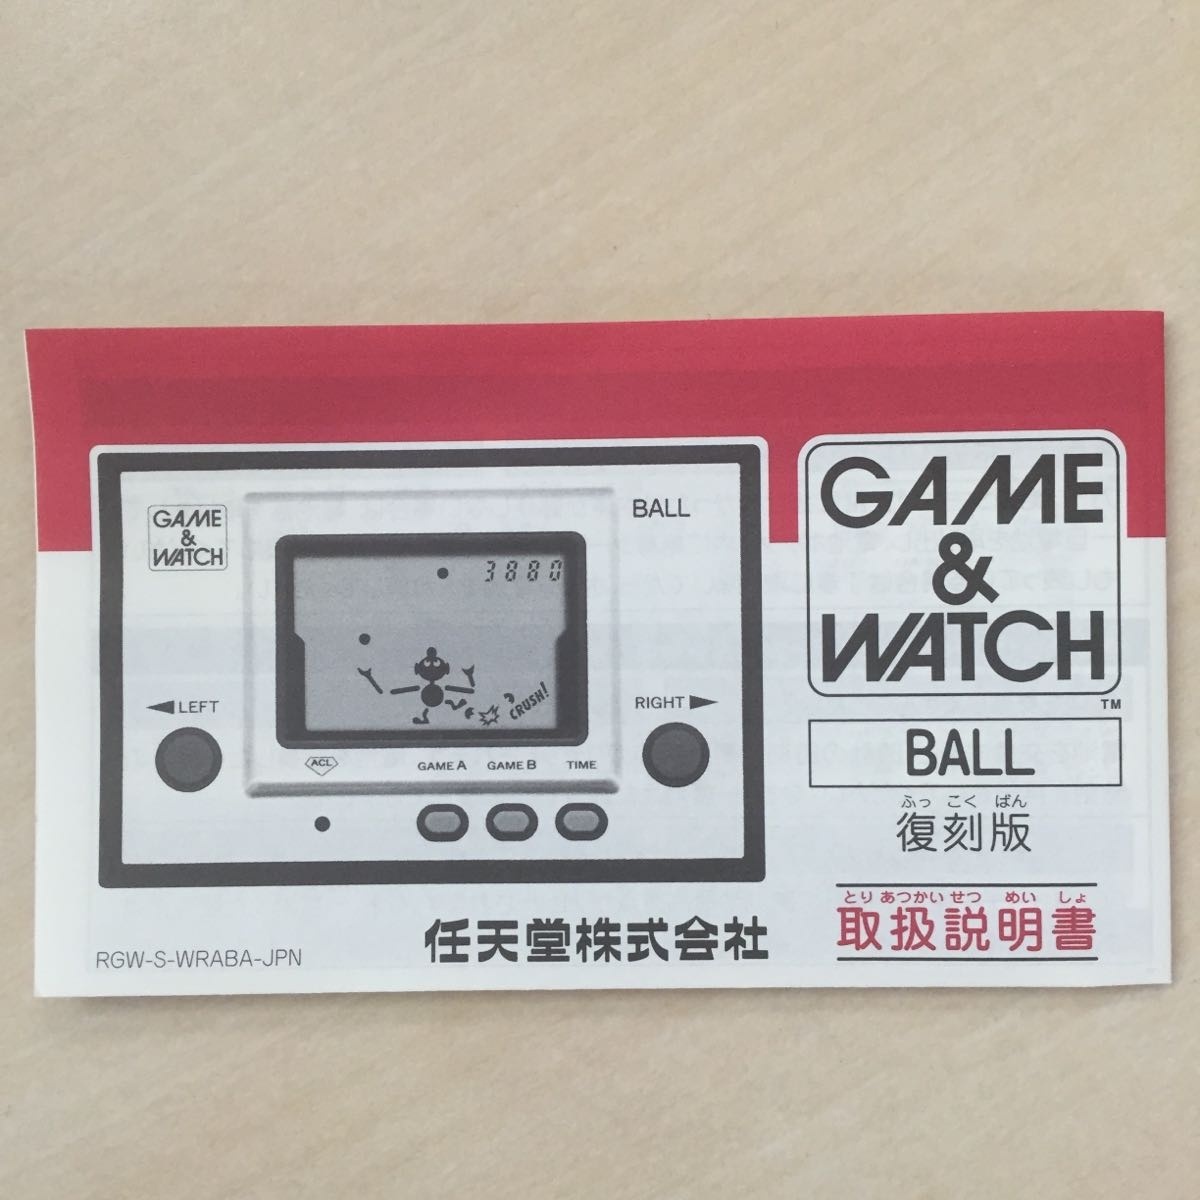 GAME
&
WATCH
BALL
3880
CRUSH!
◀LEFT
RIGHT▶
ACL
GAME A GAME B TIME
GAME
&
WATCH
TM
BALL
ふっこくばん
復刻版
とりあつかいせつめいしょ
取扱説明書
任天堂株式会社
RGW-S-WRABA-JPN